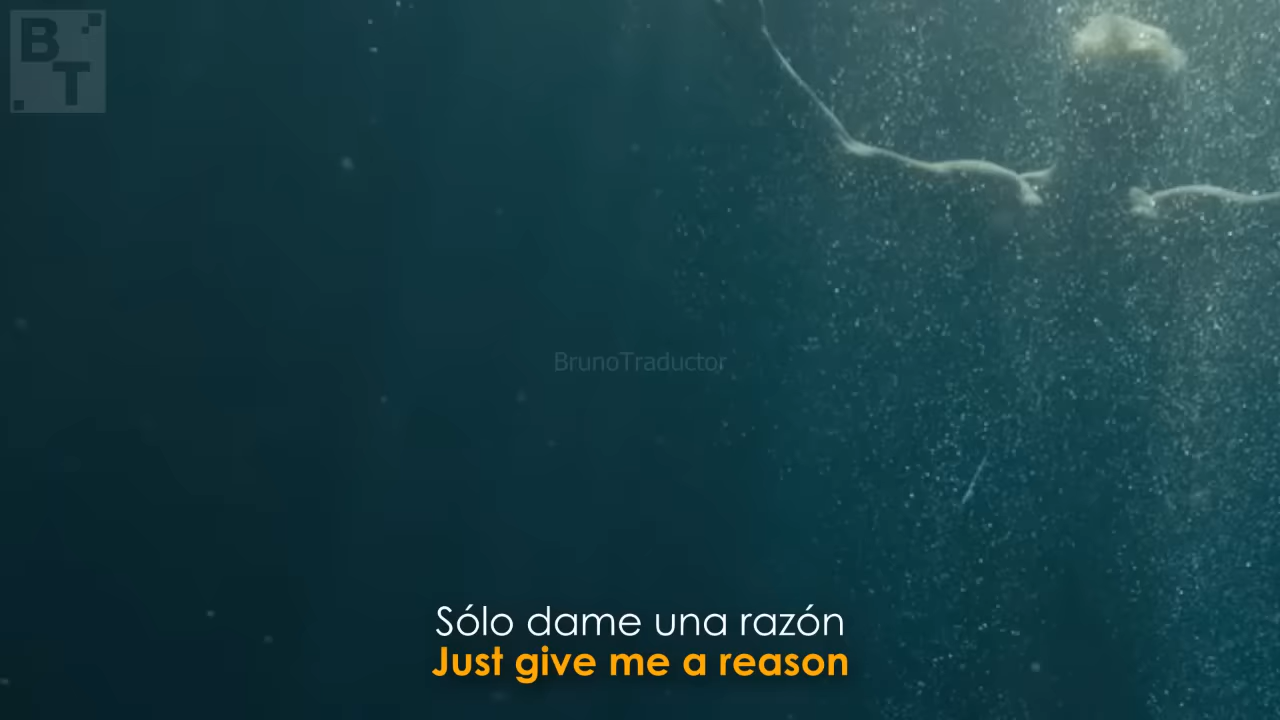 B
T
BrunoTraductor
Sólo dame una razón
Just give me a reason